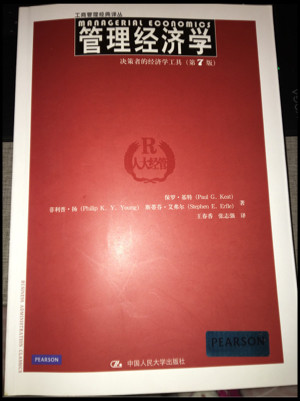 工商管理经典译丛
MANAGERIAL ECONOMICS
管理经济学
决策者的经济学工具（第7版）
R
人大经管
保罗·基特（Paul G. Keat）
菲利普·扬（Philip K. Y. Young） 斯蒂芬·艾弗尔（Stephen E. Erfle） 著
王春香 张志强 译
PEARSON
BUSINESS ADMINISTRATION CLASSICS
PEARSON
中国人民大学出版社